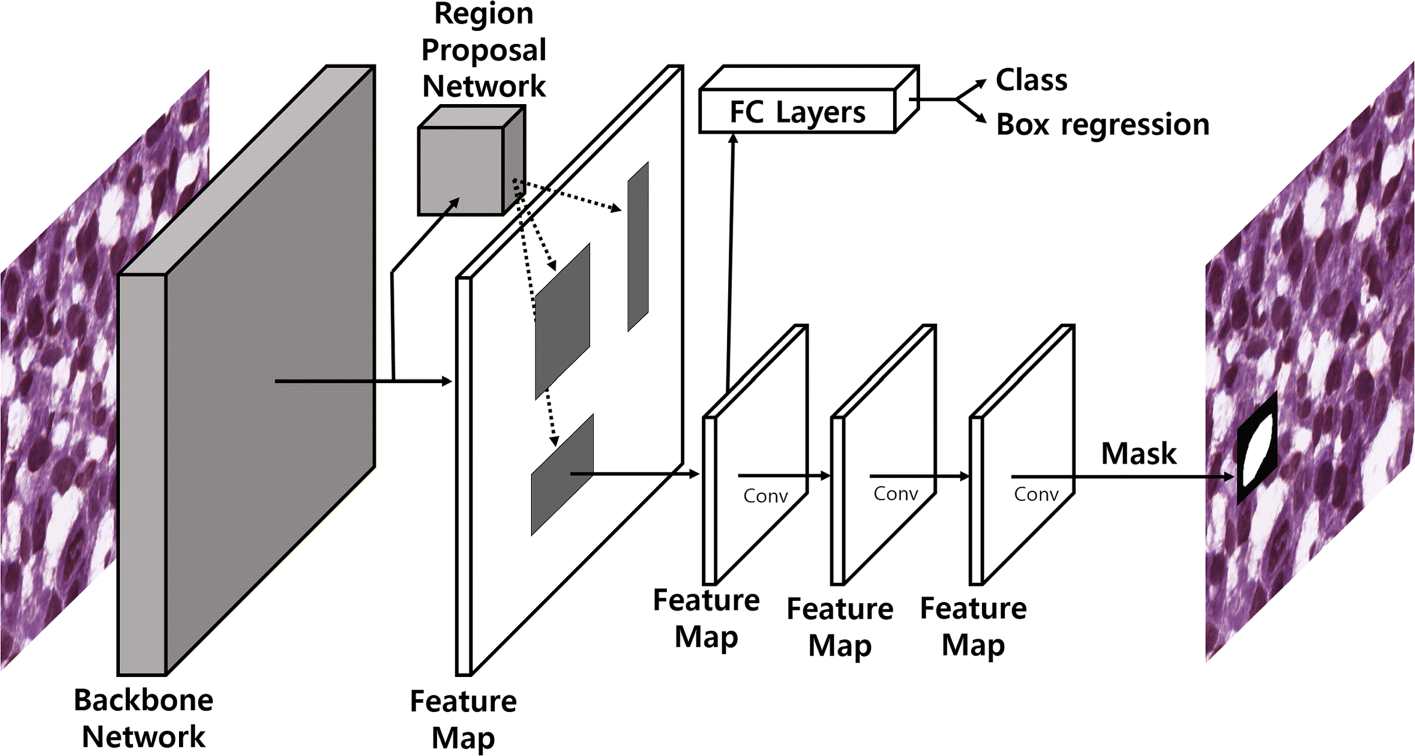 Region
Proposal
Network
FC Layers
Class
Box regression
Mask
Conv
Conv
Conv
Feature
Map
Feature
Map
Feature
Map
Backbone
Network
Feature
Map